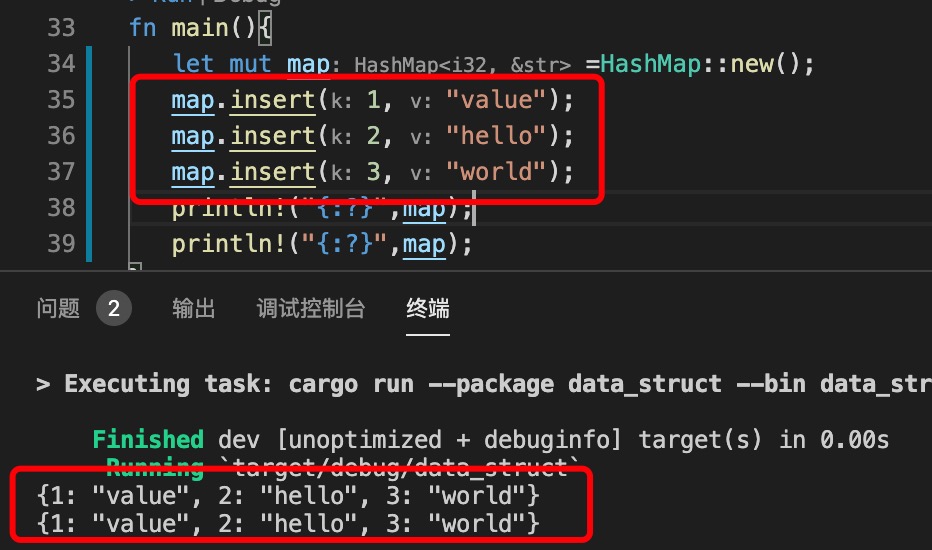 Run | Debug
33 fn main(){
34 let mut map: HashMap<i32, &str> =HashMap::new();
35 map.insert(k: 1, v: "value");
36 map.insert(k: 2, v: "hello");
37 map.insert(k: 3, v: "world");
38 println!("{:?}",map);
39 println!("{:?}",map);
问题 2 输出 调试控制台 终端
> Executing task: cargo run --package data_struct --bin data_str
Finished dev [unoptimized + debuginfo] target(s) in 0.00s
Running `target/debug/data_struct`
{1: "value", 2: "hello", 3: "world"}
{1: "value", 2: "hello", 3: "world"}